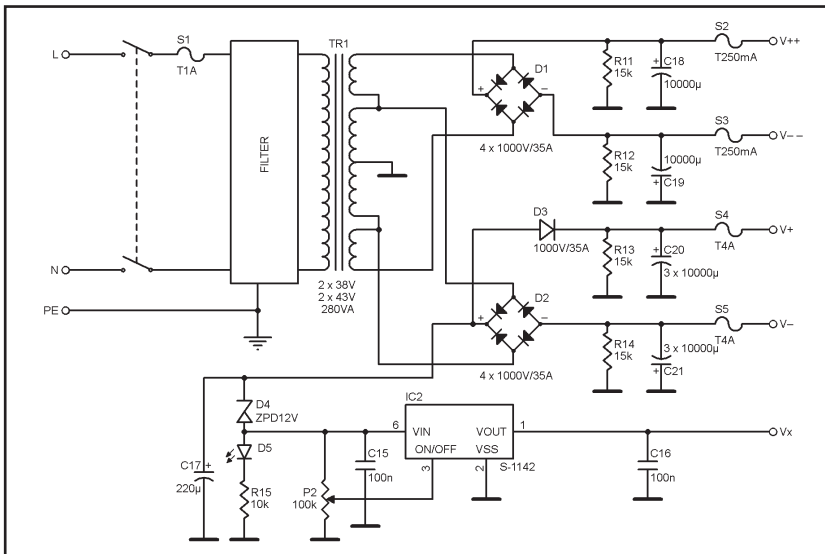 L
S1
T1A
FILTER
TR1
2 x 38V
2 x 43V
280VA
N
PE
D1
+
–
4 x 1000V/35A
R11
15k
+
C18
10000µ
S2
T250mA
V++
R12
15k
10000µ
+
C19
S3
T250mA
V– –
D3
1000V/35A
R13
15k
+
C20
3 x 10000µ
S4
T4A
V+
D2
+
–
4 x 1000V/35A
R14
15k
3 x 10000µ
+
C21
S5
T4A
V–
C17
+
220µ
D4
ZPD12V
D5
R15
10k
P2
100k
C15
100n
IC2
6
VIN
VOUT
1
ON/OFF
VSS
3
2
S-1142
C16
100n
Vx